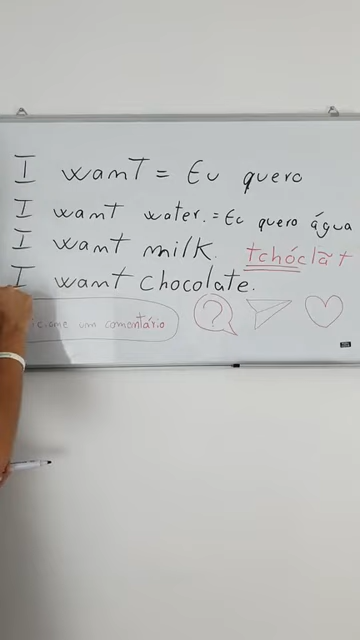 I want = Eu quero
I want water. = Eu quero água
I want milk.
tchóclãt
I want chocolate.
um comentário
?